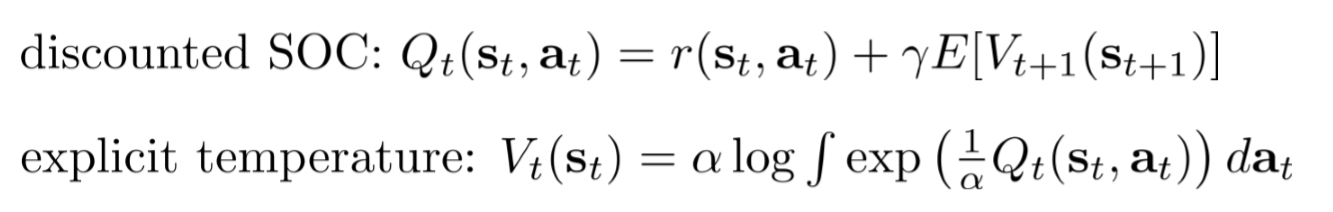 discounted SOC: Q_t(𝐬_t, 𝐚_t) = r(𝐬_t, 𝐚_t) + γE[V_{t+1}(𝐬_{t+1})]
explicit temperature: V_t(𝐬_t) = α log ∫ exp (1/α Q_t(𝐬_t, 𝐚_t)) d𝐚_t